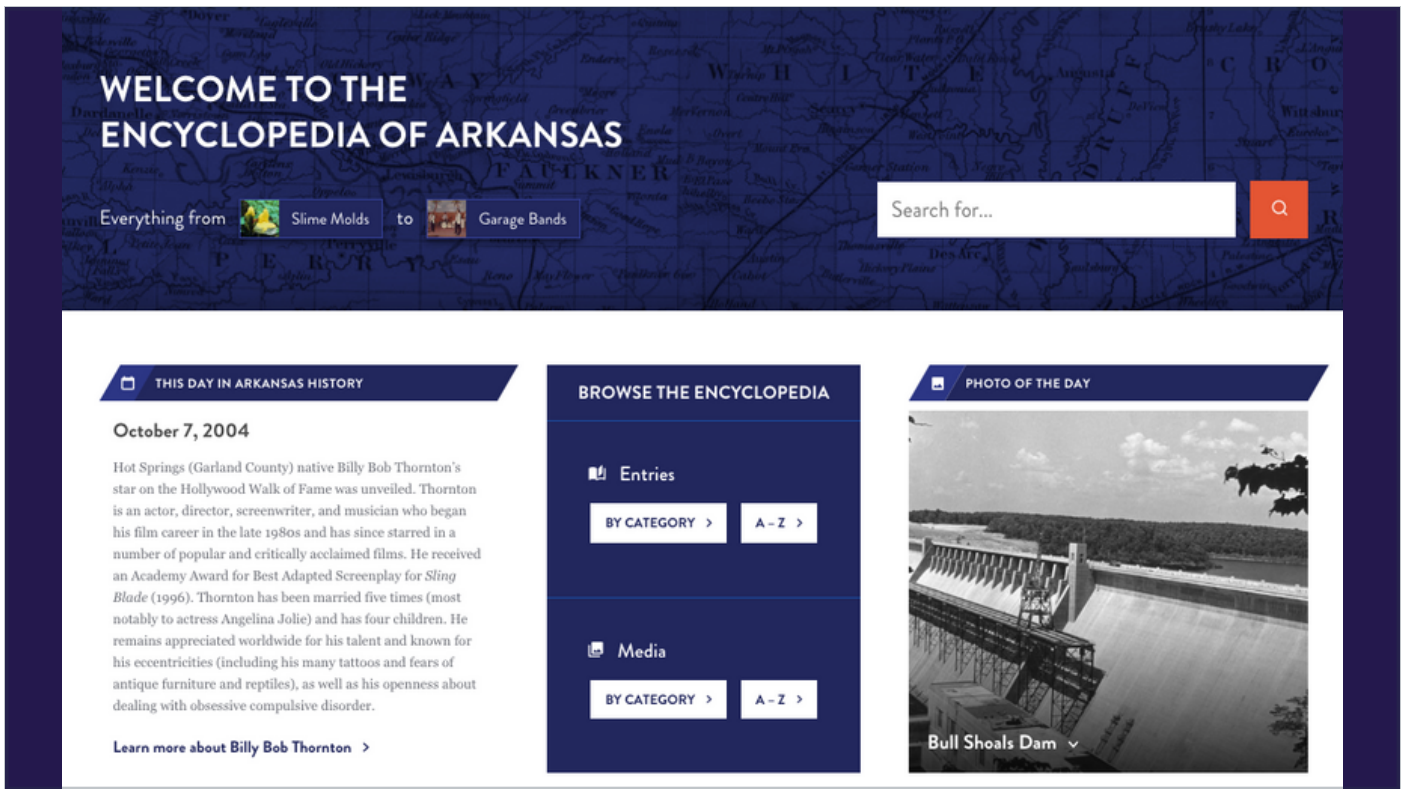 WELCOME TO THE
ENCYCLOPEDIA OF ARKANSAS
Everything from Slime Molds to Garage Bands
Search for...
THIS DAY IN ARKANSAS HISTORY
October 7, 2004
Hot Springs (Garland County) native Billy Bob Thornton's
star on the Hollywood Walk of Fame was unveiled. Thornton
is an actor, director, screenwriter, and musician who began
his film career in the late 1980s and has since starred in a
number of popular and critically acclaimed films. He received
an Academy Award for Best Adapted Screenplay for Sling
Blade (1996). Thornton has been married five times (most
notably to actress Angelina Jolie) and has four children. He
remains appreciated worldwide for his talent and known for
his eccentricities (including his many tattoos and fears of
antique furniture and reptiles), as well as his openness about
dealing with obsessive compulsive disorder.
Learn more about Billy Bob Thornton >
BROWSE THE ENCYCLOPEDIA
Entries
BY CATEGORY > A – Z >
Media
BY CATEGORY > A – Z >
PHOTO OF THE DAY
Bull Shoals Dam
FAULKNER
PERRY
WHITE